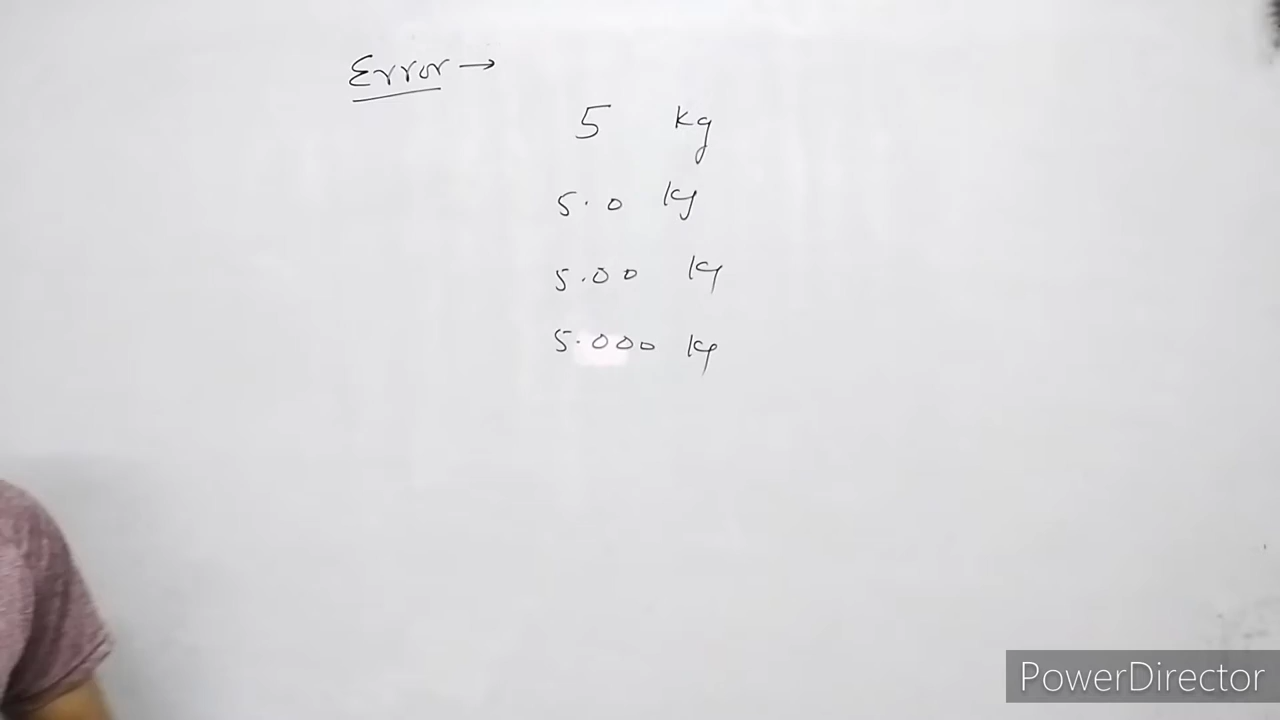 Error →
5 kg
5.0 kg
5.00 kg
5.000 kg
PowerDirector